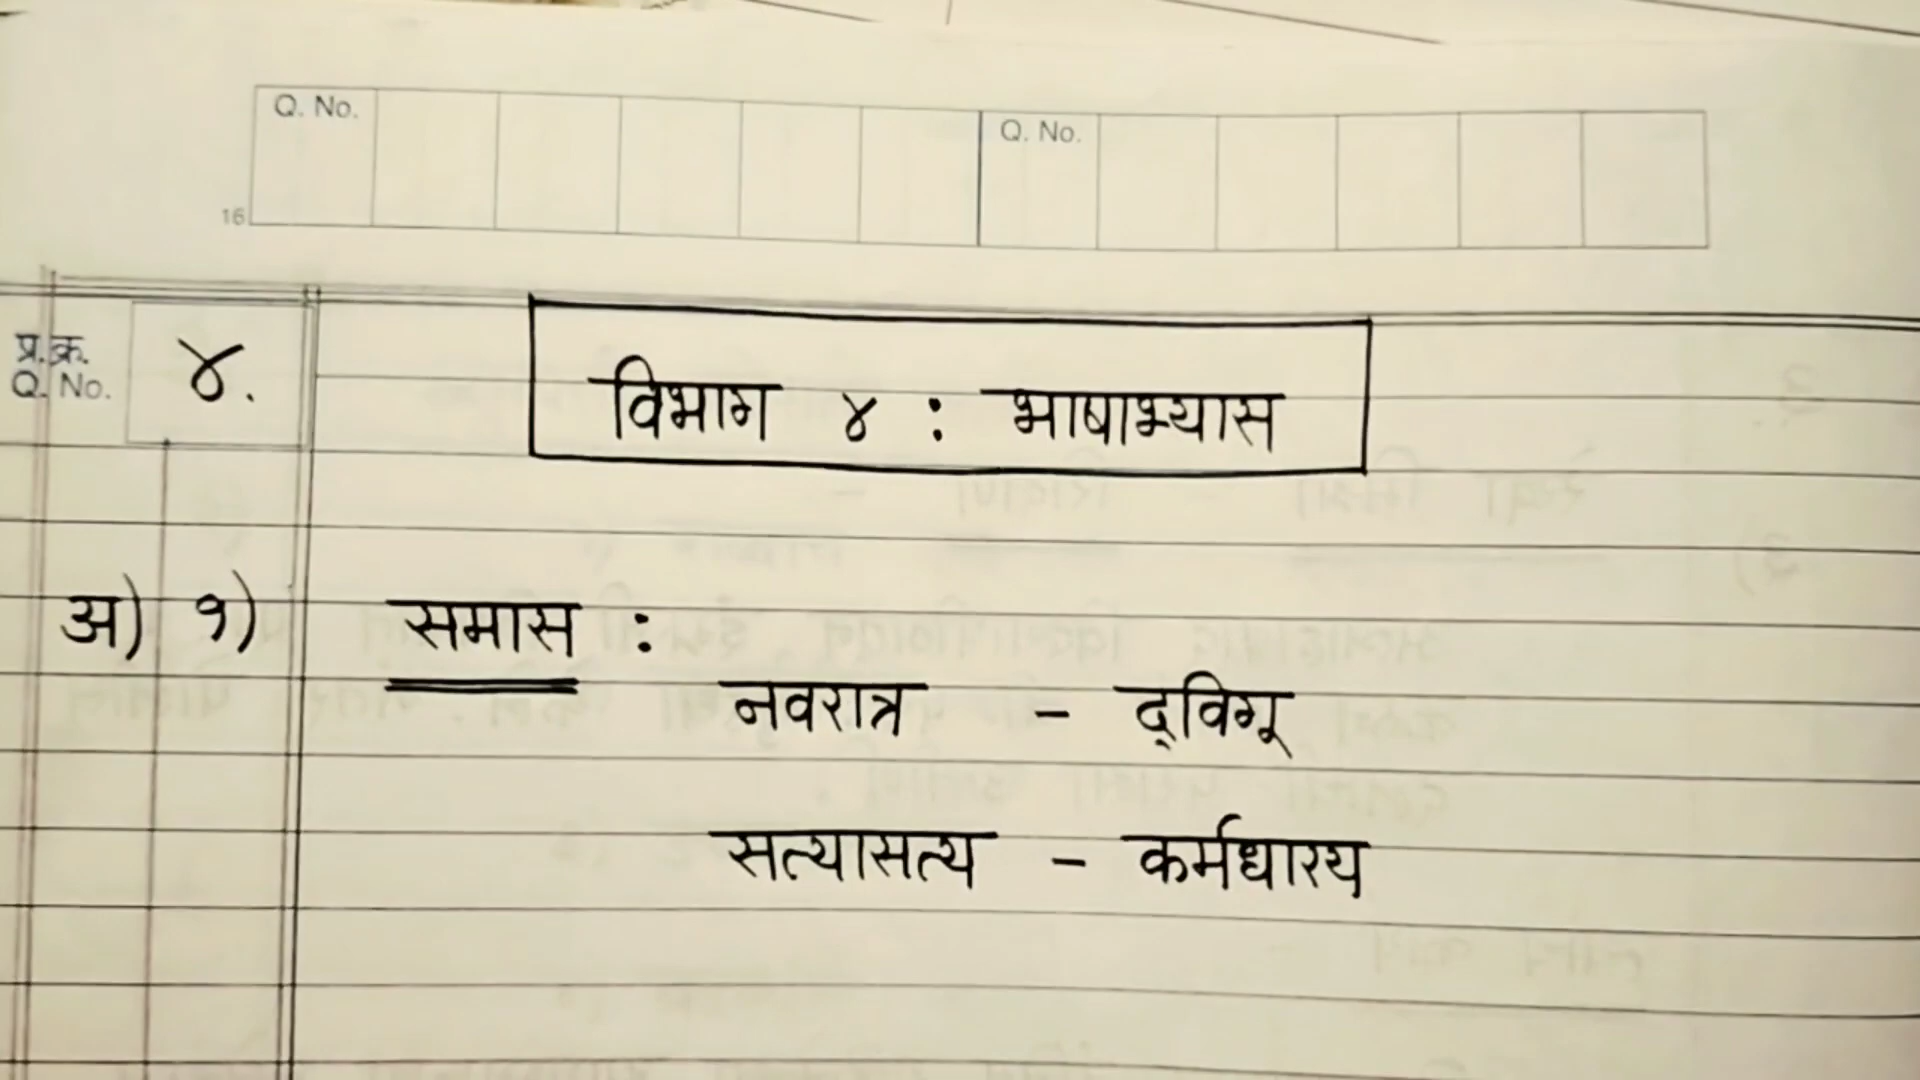 Q. No. Q. No.
16
प्र.क्र.
Q. No. ४. विभाग ४ : भाषाभ्यास
अ) १) समास :
नवरात्र - द्‌विगू
सत्यासत्य - कर्मधारय